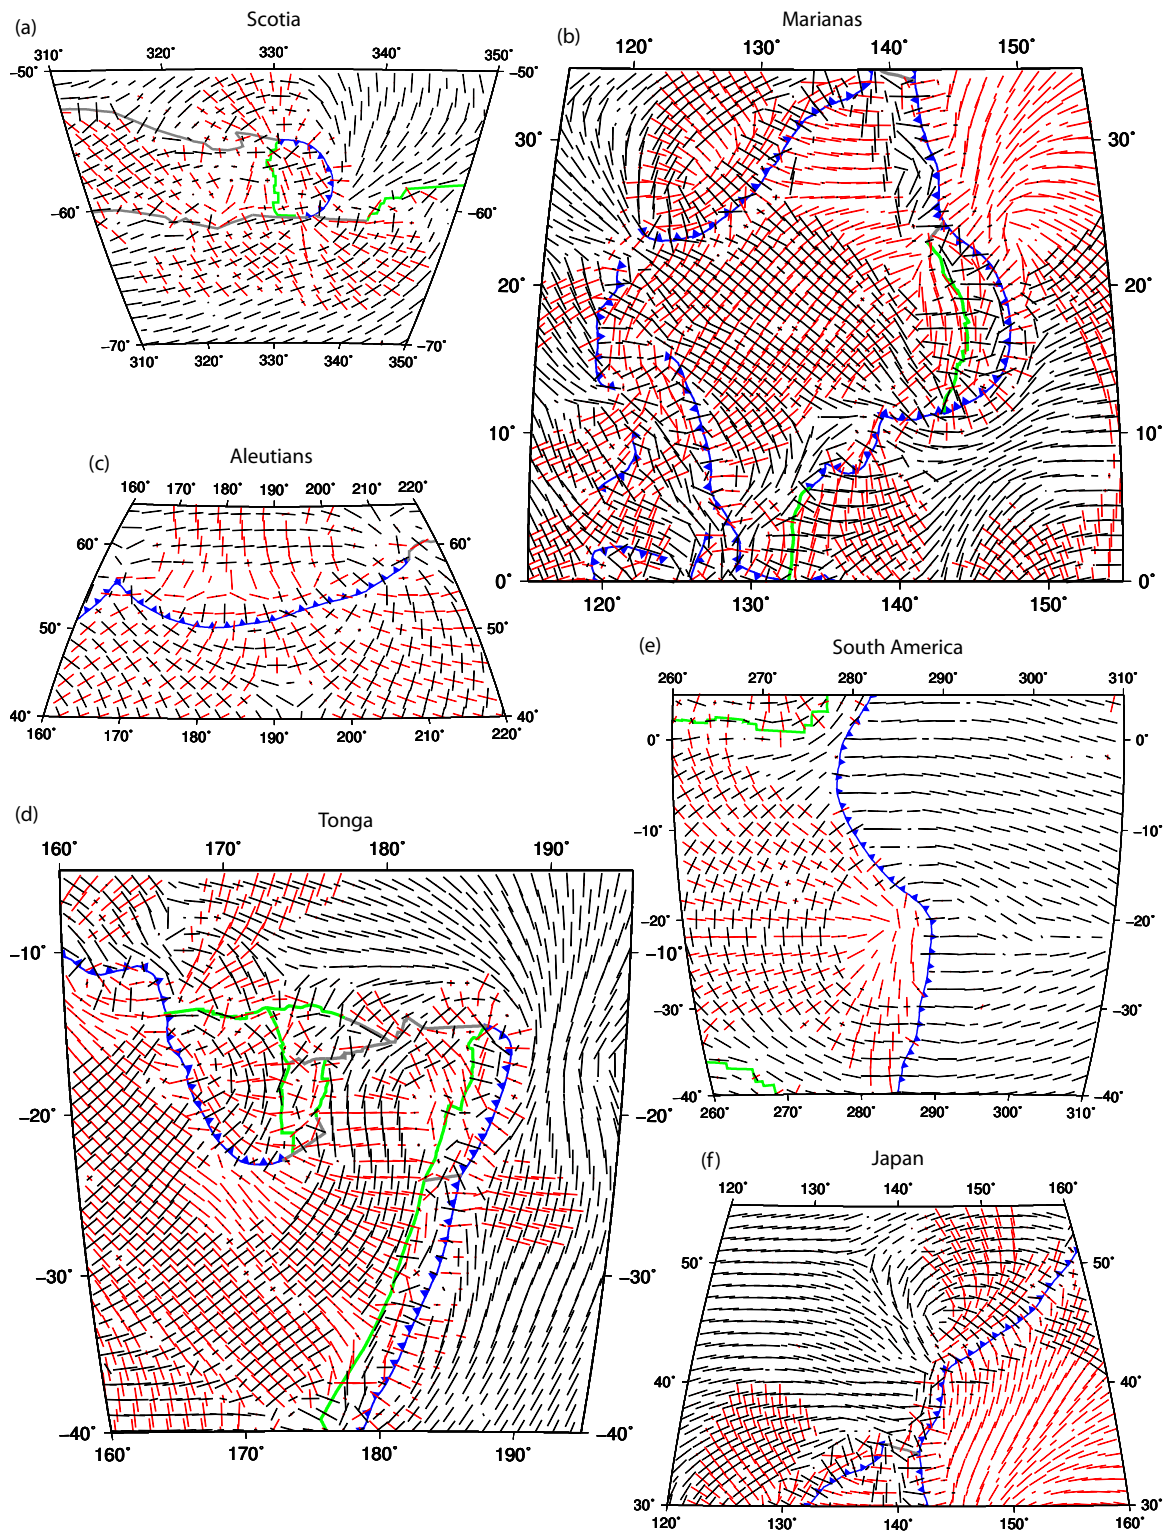 (a)
Scotia
310˚ 320˚ 330˚ 340˚ 350˚
−50˚ −50˚
−60˚ −60˚
−70˚ −70˚
310˚ 320˚ 330˚ 340˚ 350˚
(b)
Marianas
120˚ 130˚ 140˚ 150˚
30˚ 30˚
20˚ 20˚
10˚ 10˚
0˚ 0˚
120˚ 130˚ 140˚ 150˚
(c)
Aleutians
160˚ 170˚ 180˚ 190˚ 200˚ 210˚ 220˚
60˚ 60˚
50˚ 50˚
40˚ 40˚
160˚ 170˚ 180˚ 190˚ 200˚ 210˚ 220˚
(d)
Tonga
160˚ 170˚ 180˚ 190˚
−10˚ −10˚
−20˚ −20˚
−30˚ −30˚
−40˚ −40˚
160˚ 170˚ 180˚ 190˚
(e)
South America
260˚ 270˚ 280˚ 290˚ 300˚ 310˚
0˚ 0˚
−10˚ −10˚
−20˚ −20˚
−10˚ −10˚
−30˚ −30˚
−40˚ −40˚
260˚ 270˚ 280˚ 290˚ 300˚ 310˚
(f)
Japan
120˚ 130˚ 140˚ 150˚ 160˚
50˚ 50˚
40˚ 40˚
30˚ 30˚
120˚ 130˚ 140˚ 150˚ 160˚